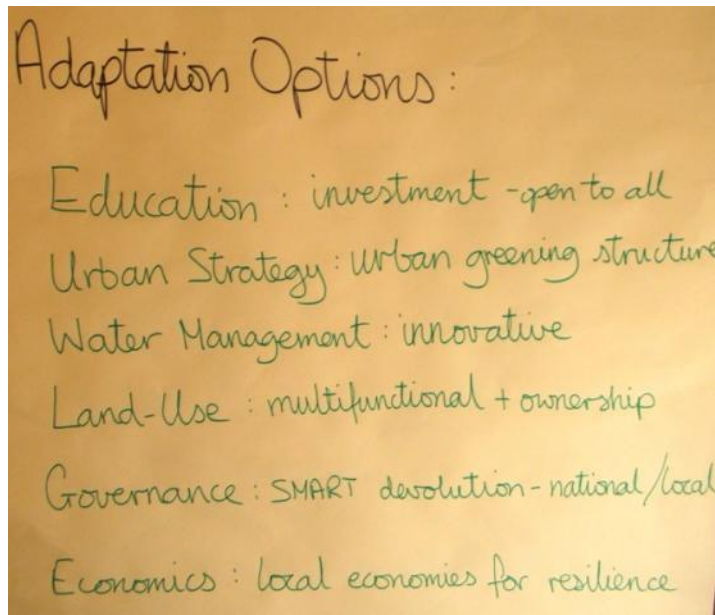 Adaptation Options:
Education: investment - open to all
Urban Strategy: urban greening structure
Water Management: innovative
Land-Use: multifunctional + ownership
Governance: SMART devolution - national/local
Economics: local economies for resilience